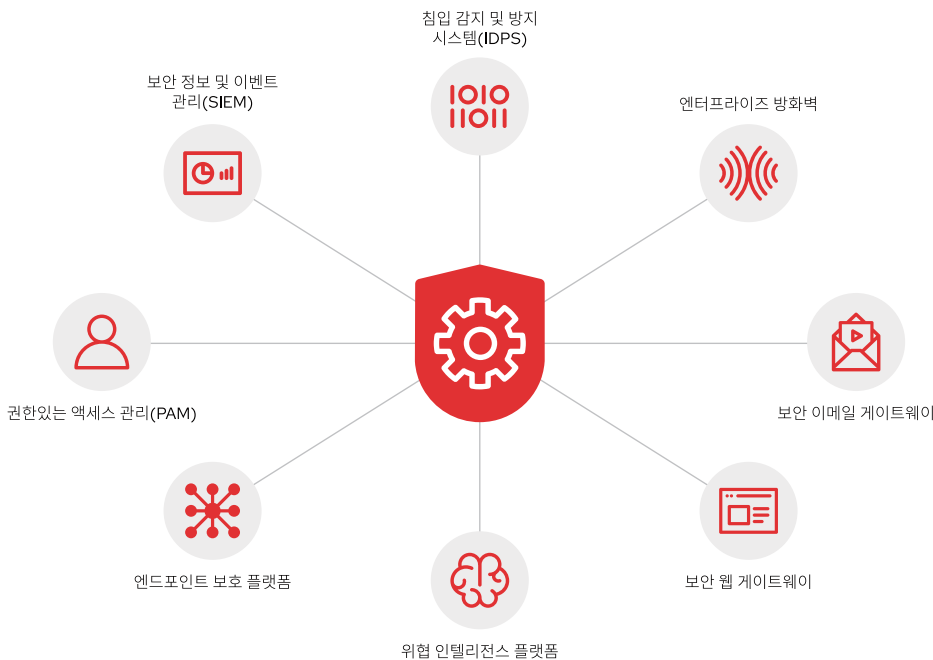 침입 감지 및 방지
시스템(IDPS)
보안 정보 및 이벤트
관리(SIEM)
엔터프라이즈 방화벽
1010
11011
권한있는 액세스 관리(PAM)
보안 이메일 게이트웨이
엔드포인트 보호 플랫폼
보안 웹 게이트웨이
위협 인텔리전스 플랫폼